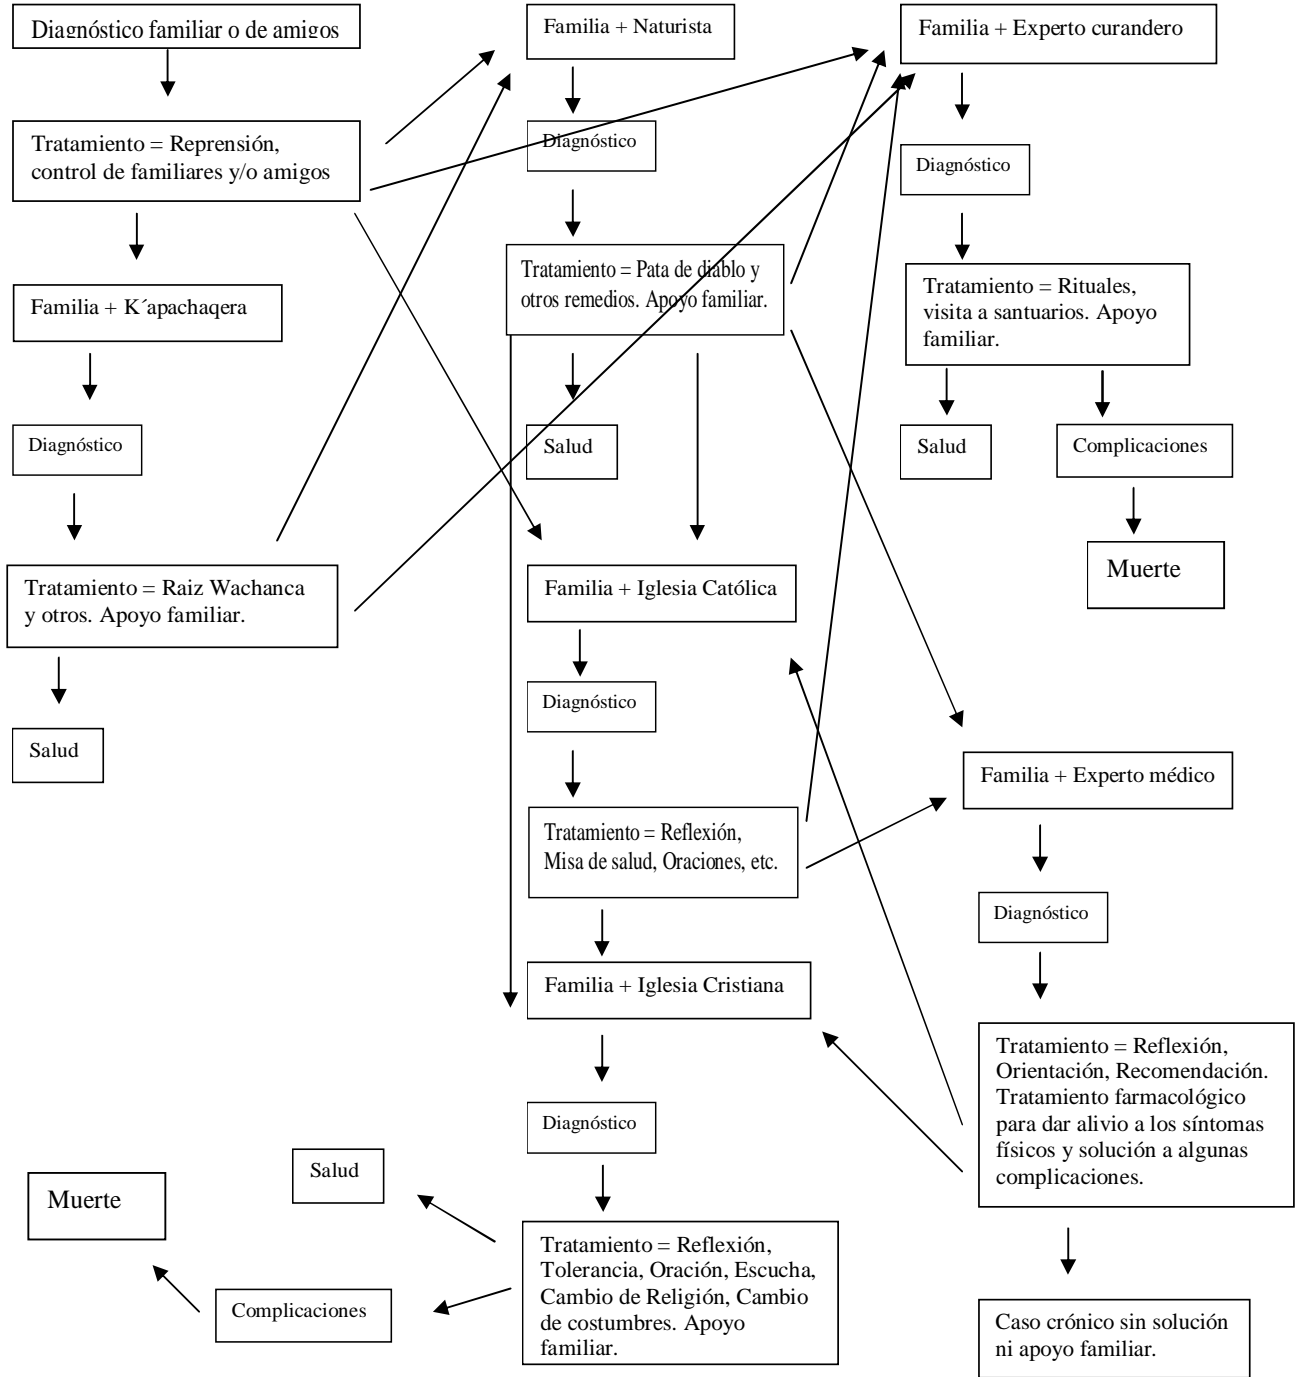 Diagnóstico familiar o de amigos
Tratamiento = Reprensión,
control de familiares y/o amigos
Familia + K´apachaqera
Diagnóstico
Tratamiento = Raiz Wachanca
y otros. Apoyo familiar.
Salud
Familia + Naturista
Diagnóstico
Tratamiento = Pata de diablo y
otros remedios. Apoyo familiar.
Salud
Familia + Iglesia Católica
Diagnóstico
Tratamiento = Reflexión,
Misa de salud, Oraciones, etc.
Familia + Iglesia Cristiana
Diagnóstico
Tratamiento = Reflexión,
Tolerancia, Oración, Escucha,
Cambio de Religión, Cambio
de costumbres. Apoyo
familiar.
Salud
Complicaciones
Muerte
Familia + Experto curandero
Diagnóstico
Tratamiento = Rituales,
visita a santuarios. Apoyo
familiar.
Salud
Complicaciones
Muerte
Familia + Experto médico
Diagnóstico
Tratamiento = Reflexión,
Orientación, Recomendación.
Tratamiento farmacológico
para dar alivio a los síntomas
físicos y solución a algunas
complicaciones.
Caso crónico sin solución
ni apoyo familiar.